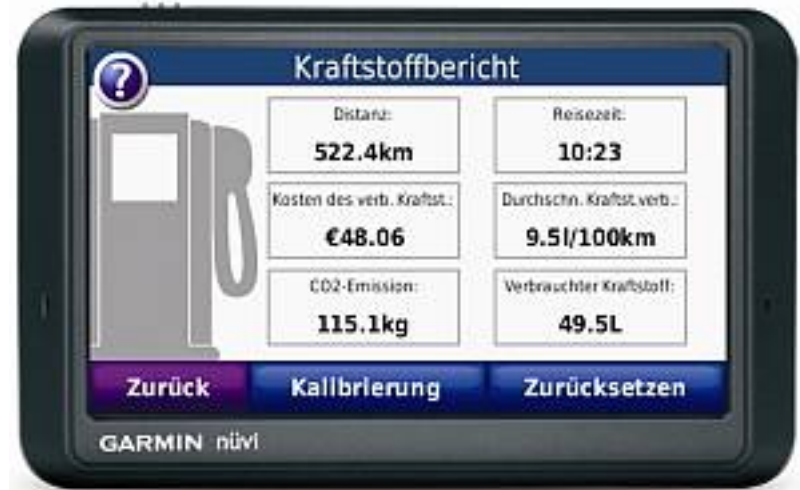 ?
Kraftstoffbericht
Distanz:
522.4km
Reisezeit:
10:23
Kosten des verb. Kraftst.:
€48.06
Durchschn. Kraftst.verb.:
9.5l/100km
CO2-Emission:
115.1kg
Verbrauchter Kraftstoff:
49.5L
Zurück
Kalibrierung
Zurücksetzen
GARMIN nüvi